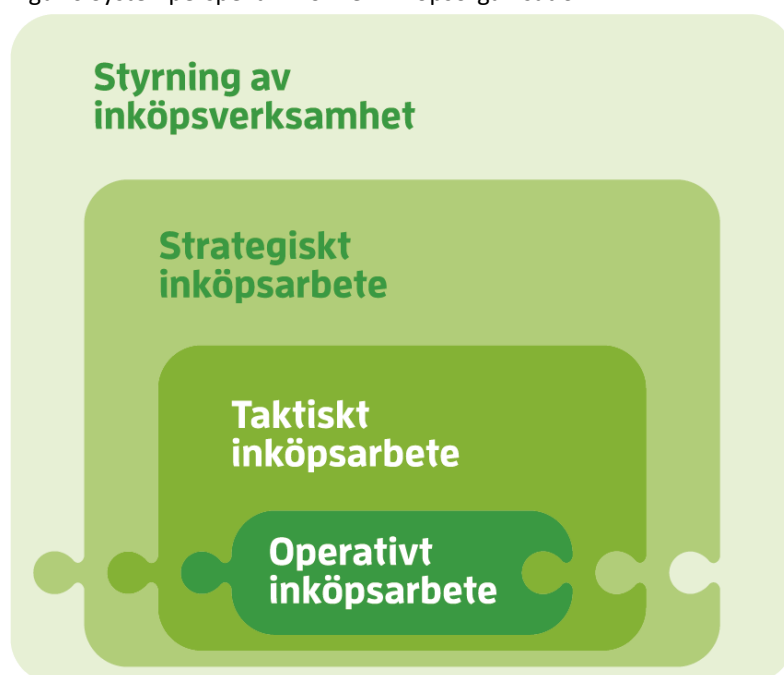 Styrning av
inköpsverksamhet
Strategiskt
inköpsarbete
Taktiskt
inköpsarbete
Operativt
inköpsarbete